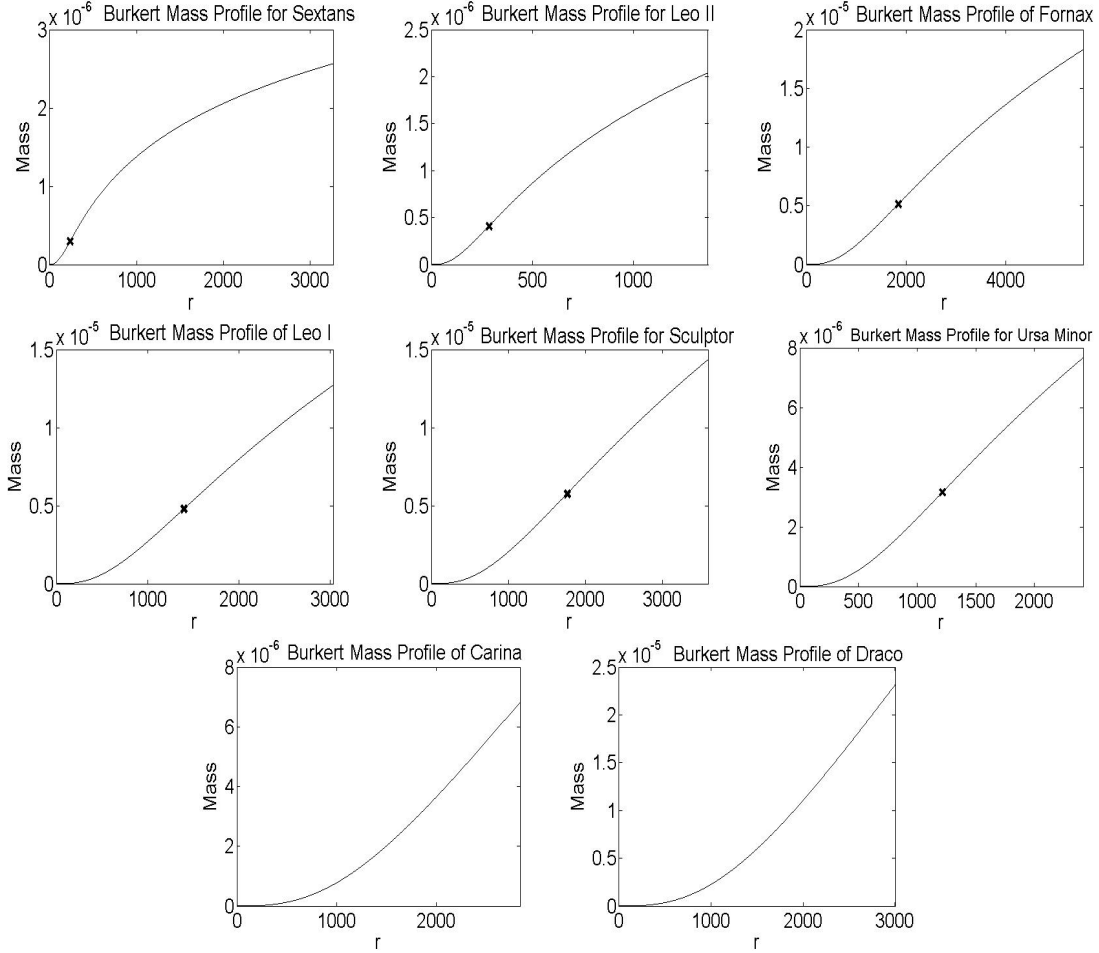 x 10^-6 Burkert Mass Profile for Sextans
3
2
1
0
Mass
0 1000 2000 3000
r
x 10^-6 Burkert Mass Profile for Leo II
2.5
2
1.5
1
0.5
0
Mass
0 500 1000
r
x 10^-5 Burkert Mass Profile of Fornax
2
1.5
1
0.5
0
Mass
0 2000 4000
r
x 10^-5 Burkert Mass Profile of Leo I
1.5
1
0.5
0
Mass
0 1000 2000 3000
r
x 10^-5 Burkert Mass Profile for Sculptor
1.5
1
0.5
0
Mass
0 1000 2000 3000
r
x 10^-6 Burkert Mass Profile for Ursa Minor
8
6
4
2
0
Mass
0 500 1000 1500 2000
r
x 10^-6 Burkert Mass Profile of Carina
8
6
4
2
0
Mass
0 1000 2000
r
x 10^-5 Burkert Mass Profile of Draco
2.5
2
1.5
1
0.5
0
Mass
0 1000 2000 3000
r